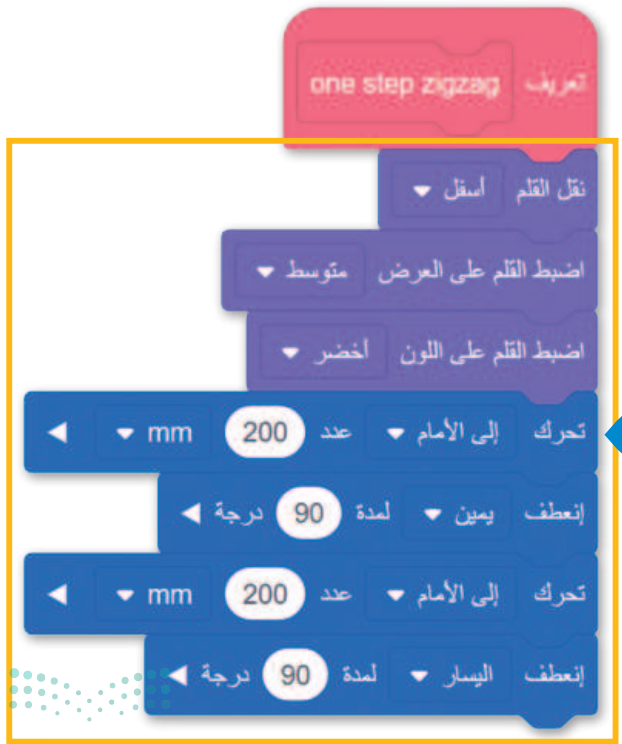 تعريف one step zigzag
نقل القلم أسفل
اضبط القلم على العرض متوسط
اضبط القلم على اللون أخضر
تحرك إلى الأمام عدد 200 mm
إنعطف يمين لمدة 90 درجة
تحرك إلى الأمام عدد 200 mm
إنعطف اليسار لمدة 90 درجة